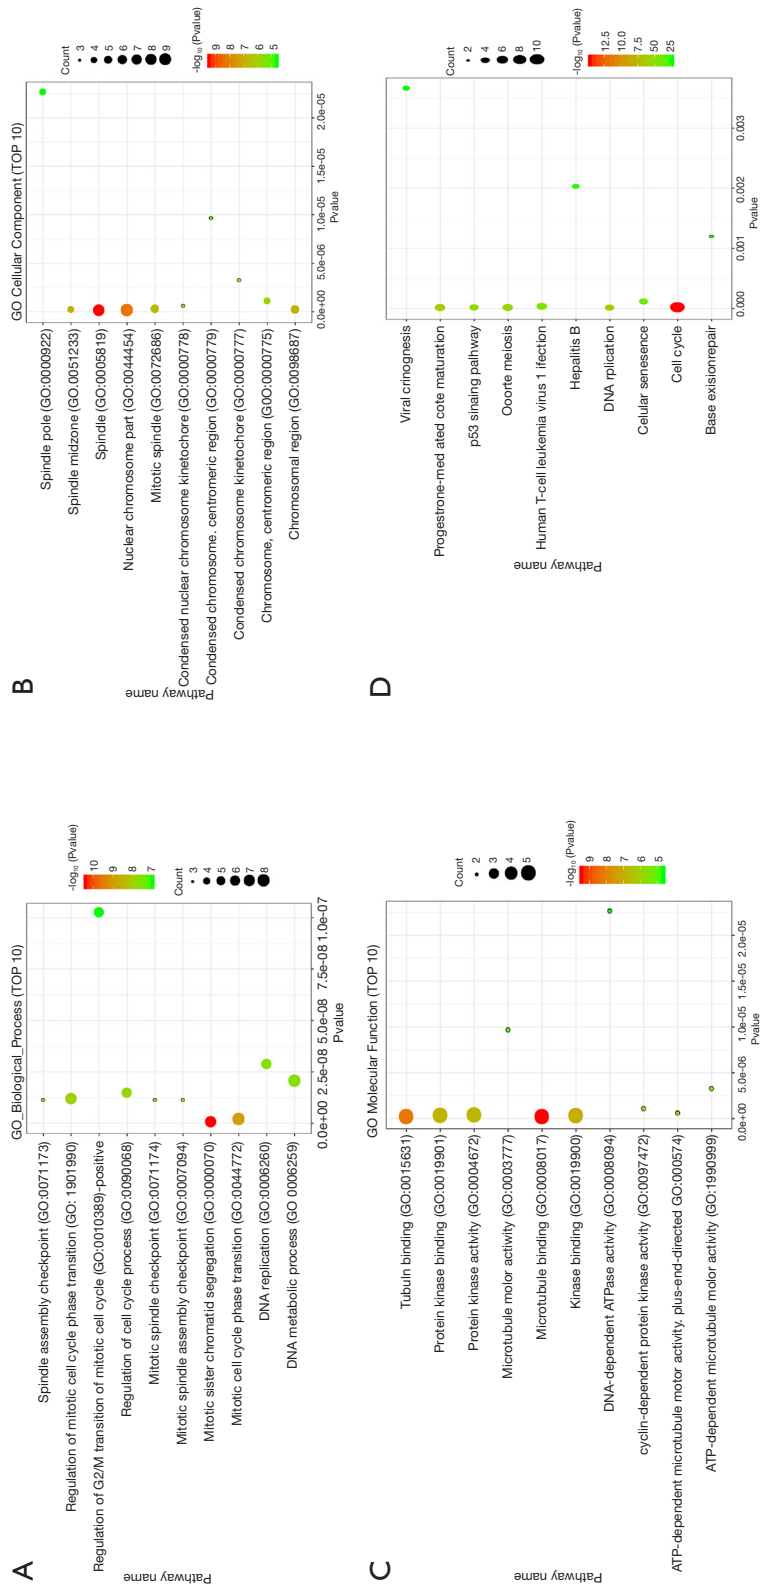 A
GO_Biological_Process (TOP 10)
Pathway name
Spindle assembly checkpoint (GO:0071173)
Regulation of mitotic cell cycle phase transition (GO: 1901990)
Regulation of G2/M transition of mitotic cell cycle (GO:0010389)-positive
Regulation of cell cycle process (GO:0090068)
Mitotic spindle checkpoint (GO:0071174)
Mitotic spindle assembly checkpoint (GO:0007094)
Mitotic sister chromatid segregation (GO:0000070)
Mitotic cell cycle phase transition (GO:0044772)
DNA replication (GO:0006260)
DNA metabolic process (GO 0006259)
0.0e+00 2.5e-08 5.0e-08 7.5e-08 1.0e-07
Pvalue
-log10 (Pvalue)
10
9
8
7
Count
3
4
5
6
7
8
B
GO Cellular Component (TOP 10)
Pathway name
Spindle pole (GO:0000922)
Spindle midzone (GO.0051233)
Spindle (GO:0005819)
Nuclear chromosome part (GO:0044454)
Mitotic spindle (GO:0072686)
Condensed nuclear chromosome kinetochore (GO:0000778)
Condensed chromosome. centromeric region (GO:0000779)
Condensed chromosome kinetochore (GO:0000777)
Chromosome, centromeric region (G0O:0000775)
Chromosomal region (GO:0098687)
0.0e+00 5.0e-06 1.0e-05 1.5e-05 2.0e-05
Pvalue
Count
3
4
5
6
7
8
9
-log10 (Pvalue)
9
8
7
6
5
C
GO Molecular Function (TOP 10)
Pathway name
Tubuln binding (GO:0015631)
Protein kinase binding (GO:0019901)
Protein kinase actvity (GO:0004672)
Microtubule molor activity (GO:0003777)
Microtubule binding (GO:0008017)
Kinase binding (GO:0019900)
DNA-dependent ATPase activity (GO:0008094)
cyclin-dependent protein kinase actvity (GO:0097472)
ATP-dependent microtubule motor activity. plus-end-directed GO:000574)
ATP-dependent microtubule molor activity (GO:1990999)
0.0e+00 5.0e-06 1.0e-05 1.5e-05 2.0e-05
Pvalue
Count
2
3
4
5
-log10 (Pvalue)
9
8
7
6
5
D
Pathway name
Viral crinognesis
Progestrone-med ated cote maturation
p53 sinaing palhway
Ooorte meiosis
Human T-cell leukemia virus 1 ifection
Hepalitis B
DNA rplication
Celular senesence
Cell cycle
Base exisionrepair
0.000 0.001 0.002 0.003
Pvalue
Count
2
4
6
8
10
-log10 (Pvalue)
12.5
10.0
7.5
50
25